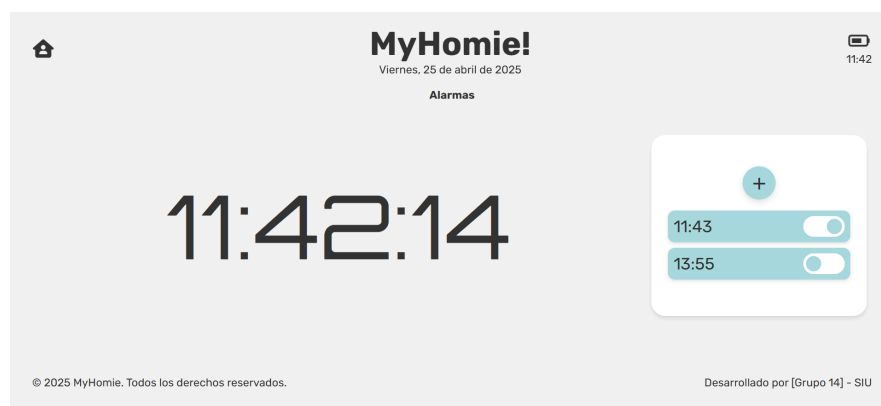 MyHomie!
Viernes, 25 de abril de 2025
11:42
Alarmas
11:42:14
+
11:43
13:55
© 2025 MyHomie. Todos los derechos reservados.
Desarrollado por [Grupo 14] - SIU